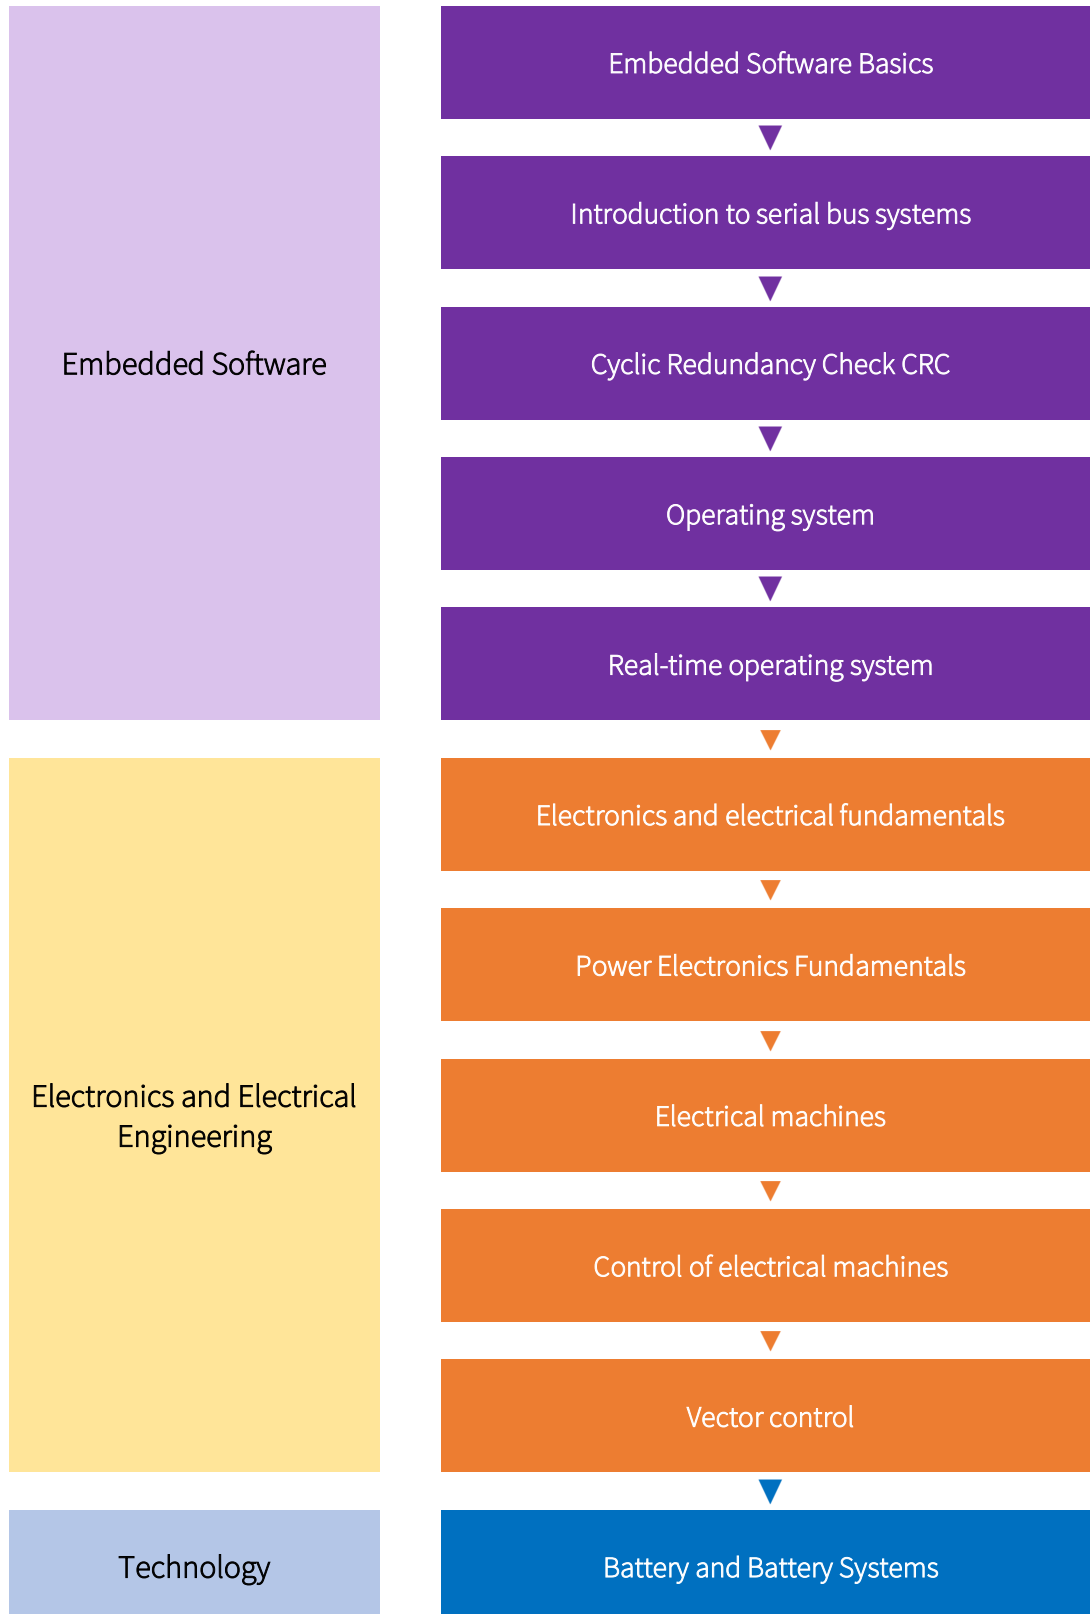 Embedded Software
Embedded Software Basics
Introduction to serial bus systems
Cyclic Redundancy Check CRC
Operating system
Real-time operating system
Electronics and Electrical
Engineering
Electronics and electrical fundamentals
Power Electronics Fundamentals
Electrical machines
Control of electrical machines
Vector control
Technology
Battery and Battery Systems